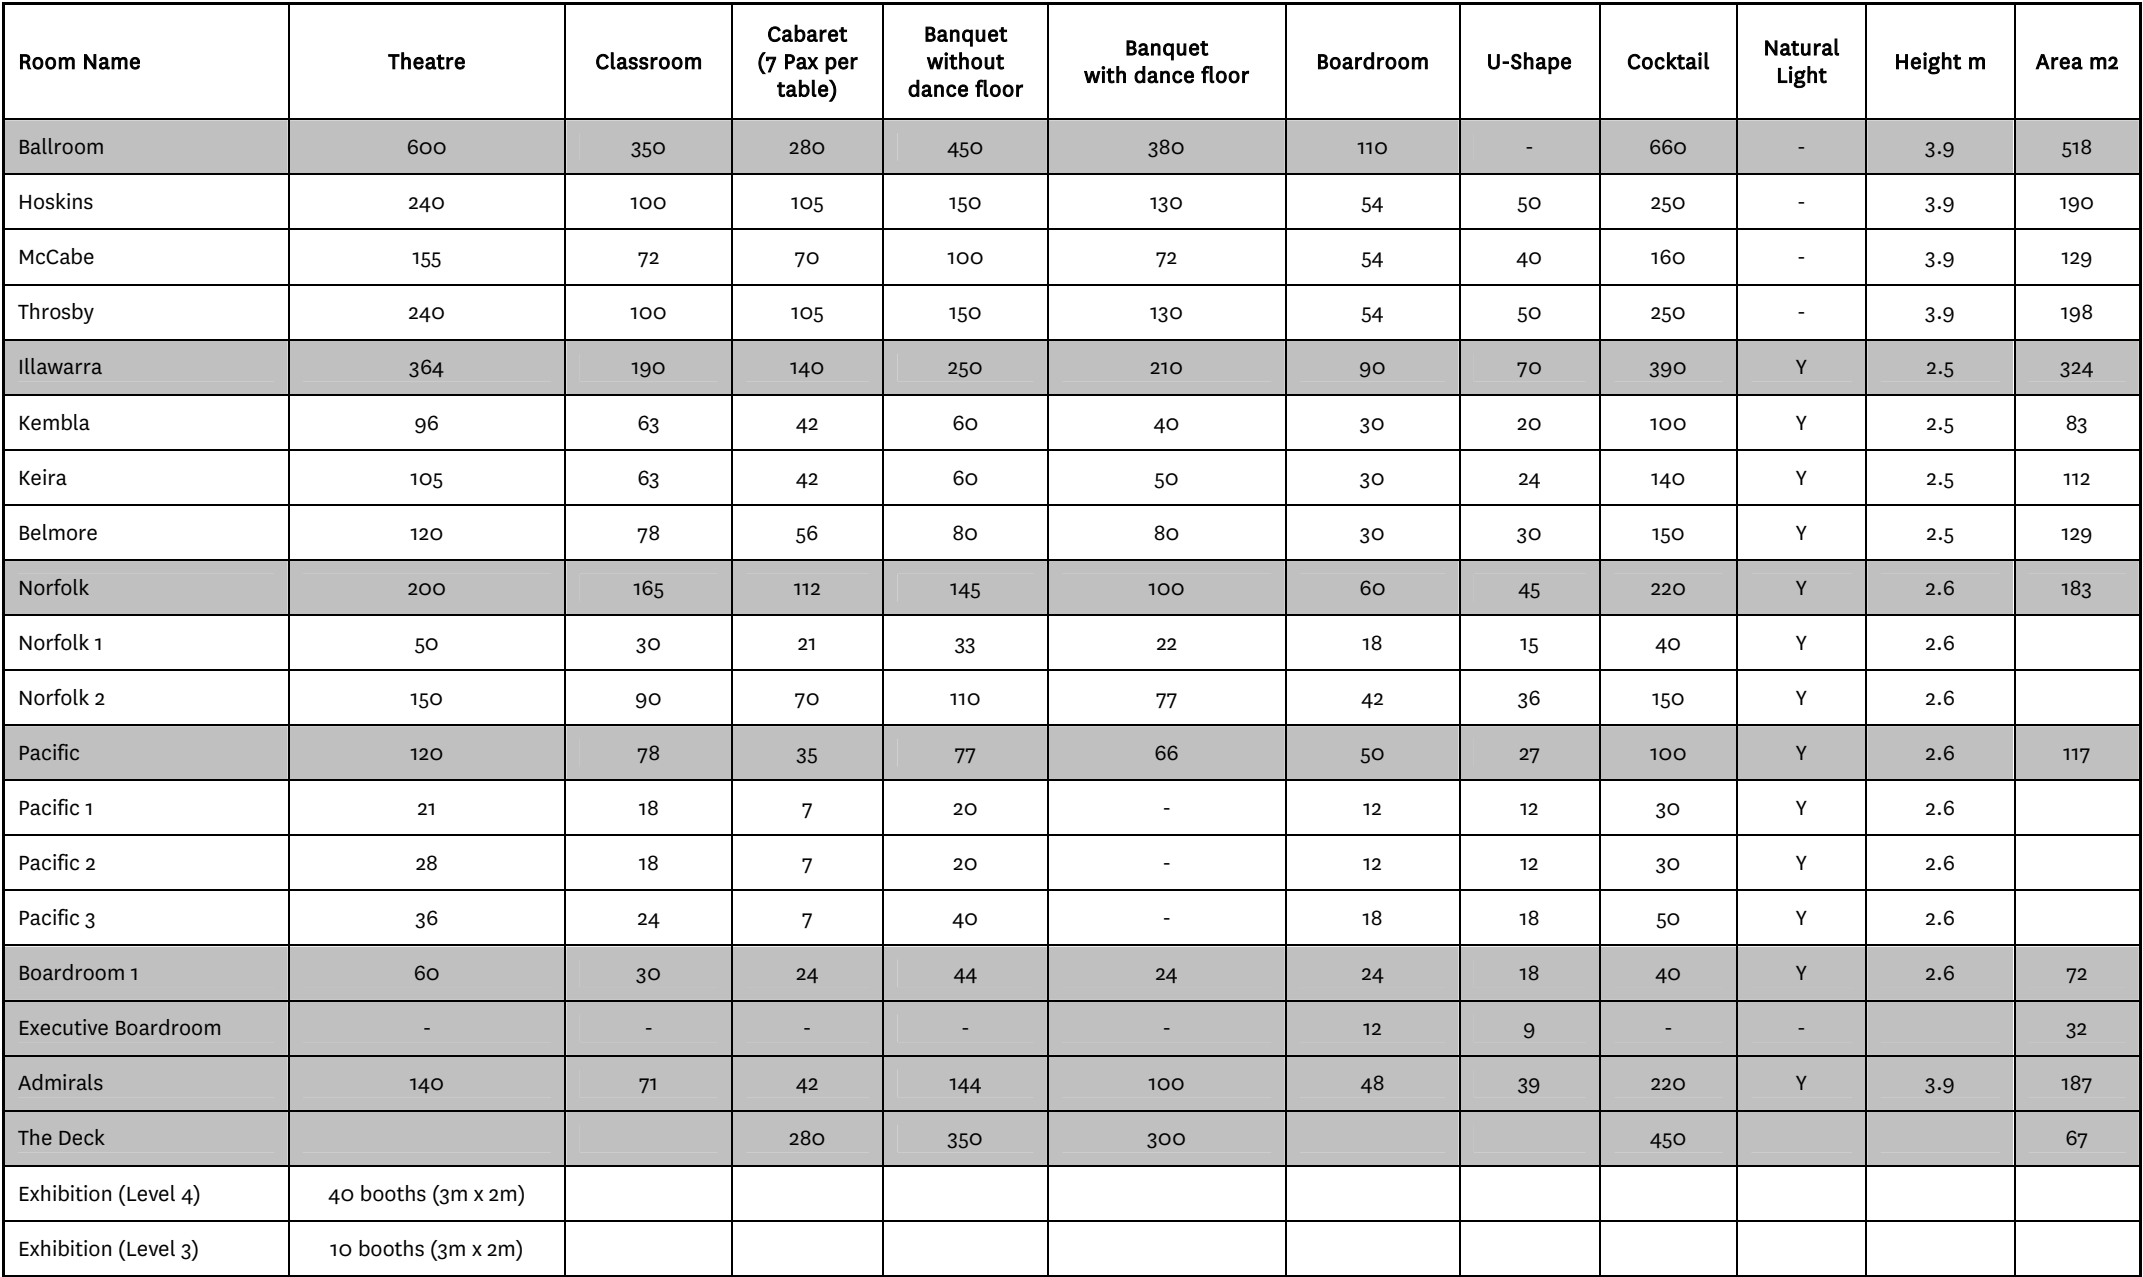 Room Name Theatre Classroom Cabaret (7 Pax per table) Banquet without dance floor Banquet with dance floor Boardroom U-Shape Cocktail Natural Light Height m Area m2
Ballroom 600 350 280 450 380 110 - 660 - 3.9 518
Hoskins 240 100 105 150 130 54 50 250 - 3.9 190
McCabe 155 72 70 100 72 54 40 160 - 3.9 129
Throsby 240 100 105 150 130 54 50 250 - 3.9 198
Illawarra 364 190 140 250 210 90 70 390 Y 2.5 324
Kembla 96 63 42 60 40 30 20 100 Y 2.5 83
Keira 105 63 42 60 50 30 24 140 Y 2.5 112
Belmore 120 78 56 80 80 30 30 150 Y 2.5 129
Norfolk 200 165 112 145 100 60 45 220 Y 2.6 183
Norfolk 1 50 30 21 33 22 18 15 40 Y 2.6
Norfolk 2 150 90 70 110 77 42 36 150 Y 2.6
Pacific 120 78 35 77 66 50 27 100 Y 2.6 117
Pacific 1 21 18 7 20 - 12 12 30 Y 2.6
Pacific 2 28 18 7 20 - 12 12 30 Y 2.6
Pacific 3 36 24 7 40 - 18 18 50 Y 2.6
Boardroom 1 60 30 24 44 24 24 18 40 Y 2.6 72
Executive Boardroom - - - - - 12 9 - - 32
Admirals 140 71 42 144 100 48 39 220 Y 3.9 187
The Deck 280 350 300 450 67
Exhibition (Level 4) 40 booths (3m x 2m)
Exhibition (Level 3) 10 booths (3m x 2m)